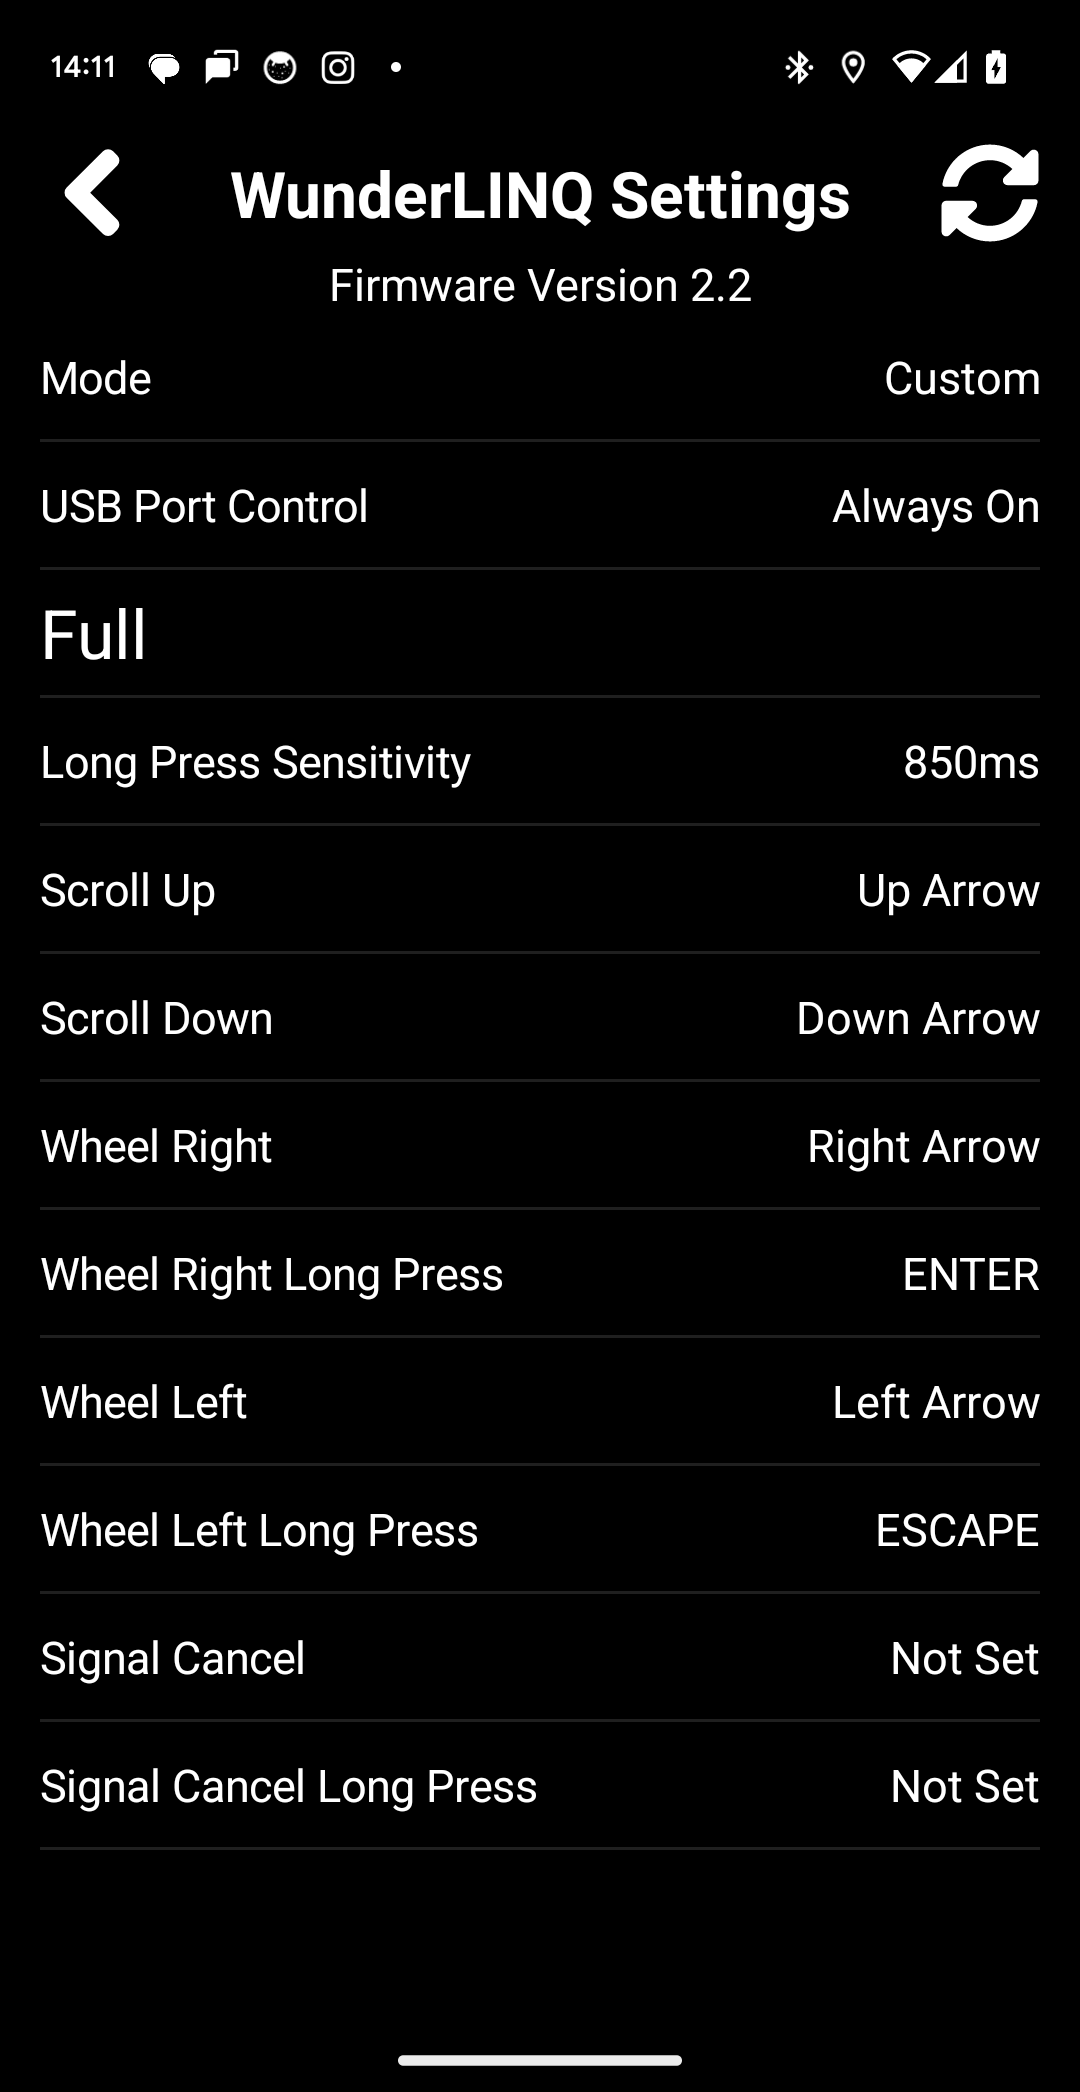 14:11
WunderLINQ Settings
Firmware Version 2.2
Mode Custom
USB Port Control Always On
Full
Long Press Sensitivity 850ms
Scroll Up Up Arrow
Scroll Down Down Arrow
Wheel Right Right Arrow
Wheel Right Long Press ENTER
Wheel Left Left Arrow
Wheel Left Long Press ESCAPE
Signal Cancel Not Set
Signal Cancel Long Press Not Set